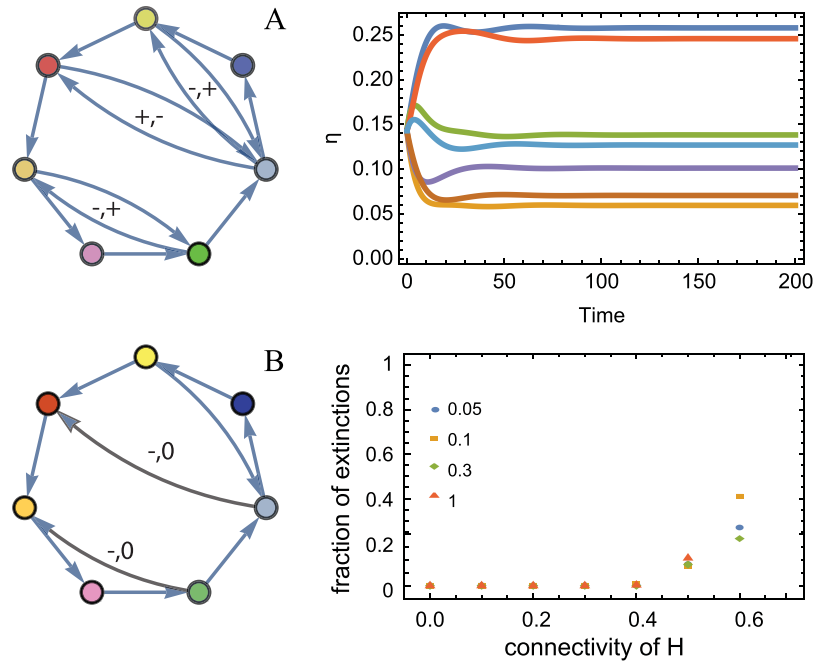 A
-,+
+,-
-,+
η
0.25
0.20
0.15
0.10
0.05
0.00
0 50 100 150 200
Time
B
-,0
-,0
fraction of extinctions
1
0.8
0.6
0.4
0.2
0
0.05
0.1
0.3
1
0.0 0.2 0.4 0.6
connectivity of H